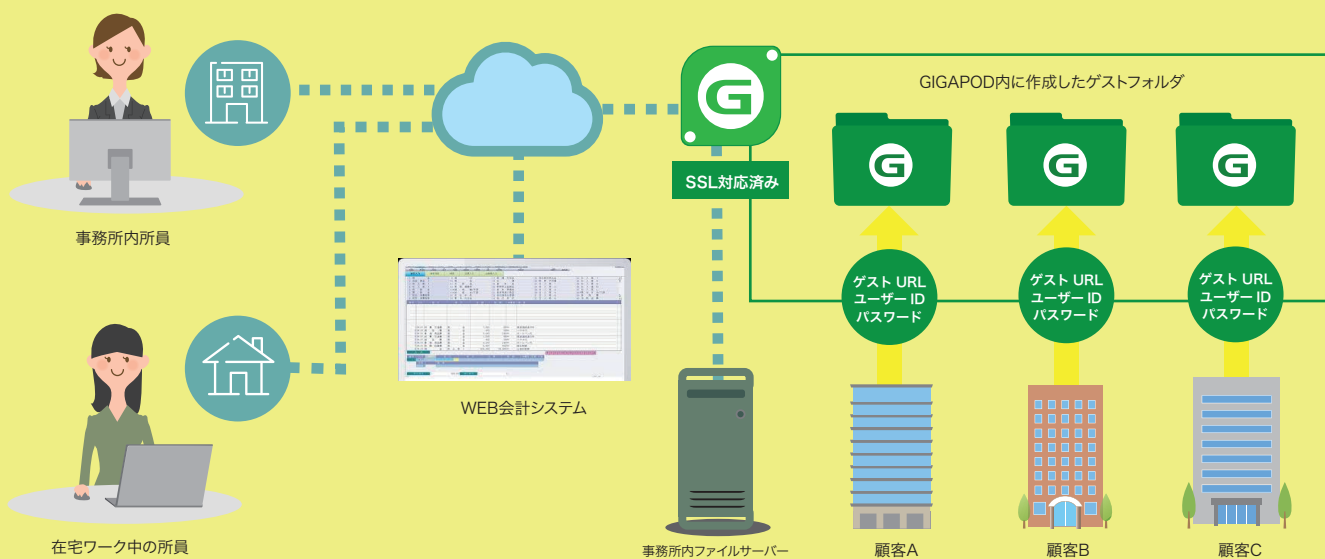 事務所内所員
在宅ワーク中の所員
WEB会計システム
G
SSL対応済み
事務所内ファイルサーバー
GIGAPOD内に作成したゲストフォルダ
G
G
G
ゲスト URL
ユーザー ID
パスワード
ゲスト URL
ユーザー ID
パスワード
ゲスト URL
ユーザー ID
パスワード
顧客A
顧客B
顧客C